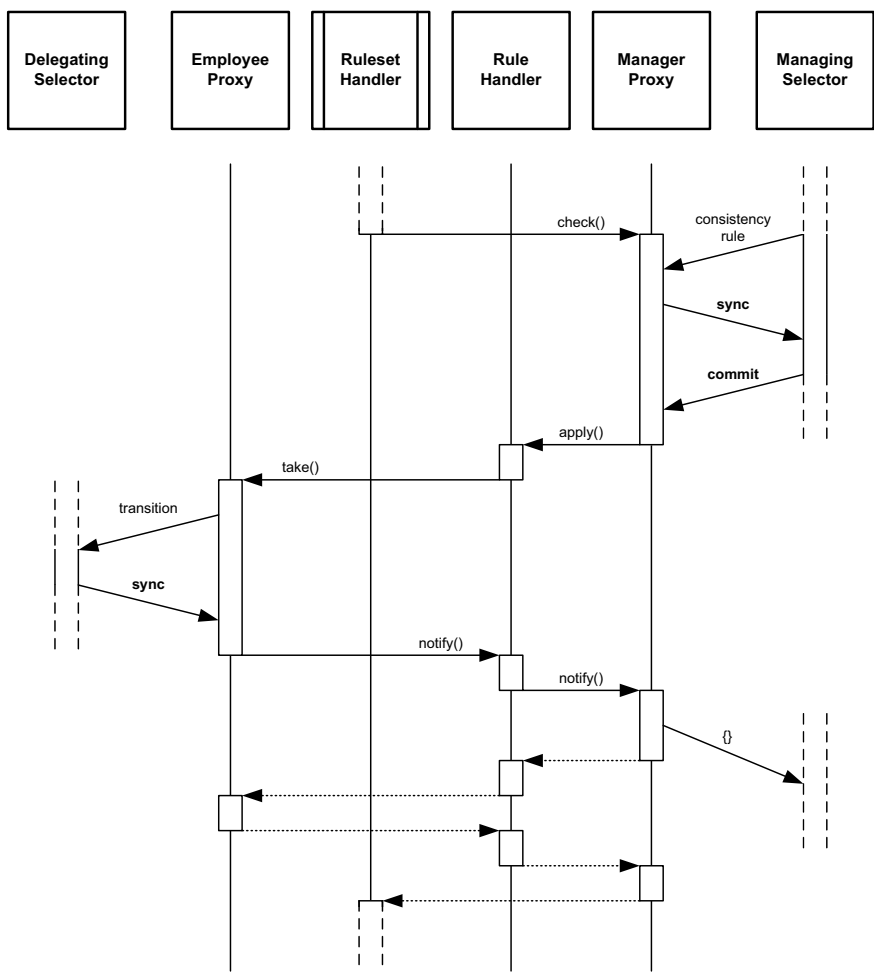 Delegating
Selector
Employee
Proxy
Ruleset
Handler
Rule
Handler
Manager
Proxy
Managing
Selector
check()
consistency
rule
sync
commit
apply()
take()
transition
sync
notify()
notify()
{}